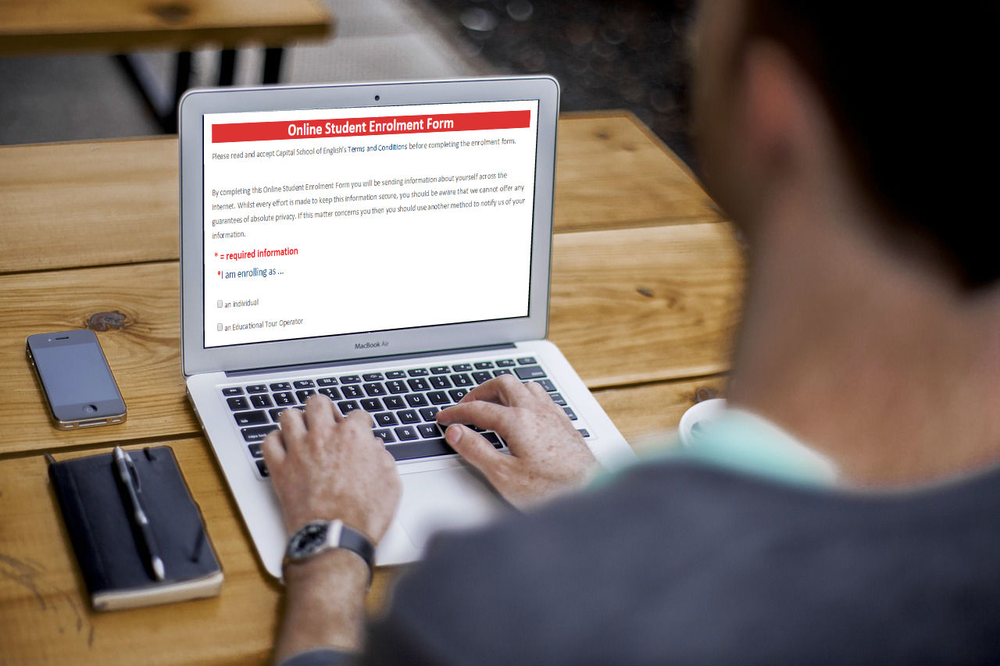 Online Student Enrolment Form
Please read and accept Capital School of English's Terms and Conditions before completing the enrolment form.
By completing this Online Student Enrolment Form you will be sending information about yourself across the
Internet. Whilst every effort is made to keep this information secure, you should be aware that we cannot offer any
guarantees of absolute privacy. If this matter concerns you then you should use another method to notify us of your
information.
* = required information
*I am enrolling as ...
an individual
an Educational Tour Operator
MacBook Air